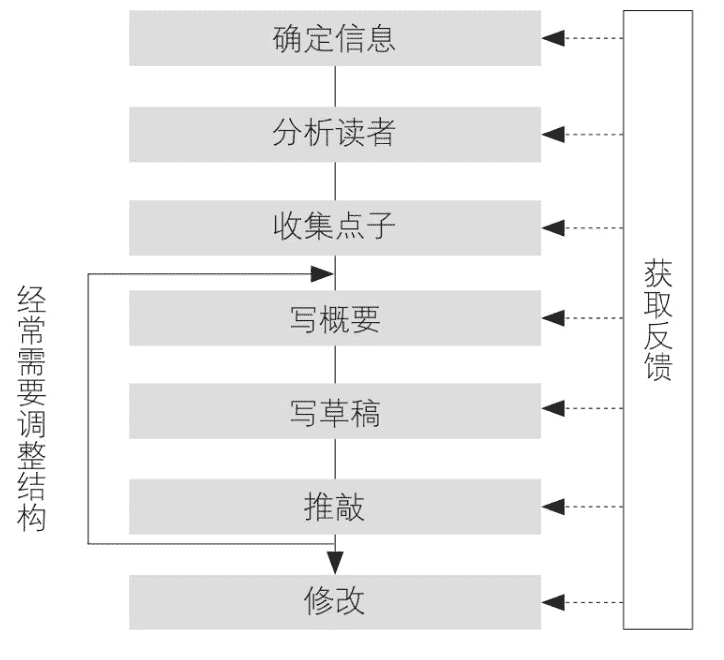 确定信息
分析读者
收集点子
写概要
写草稿
推敲
修改
经常需要调整结构
获取反馈